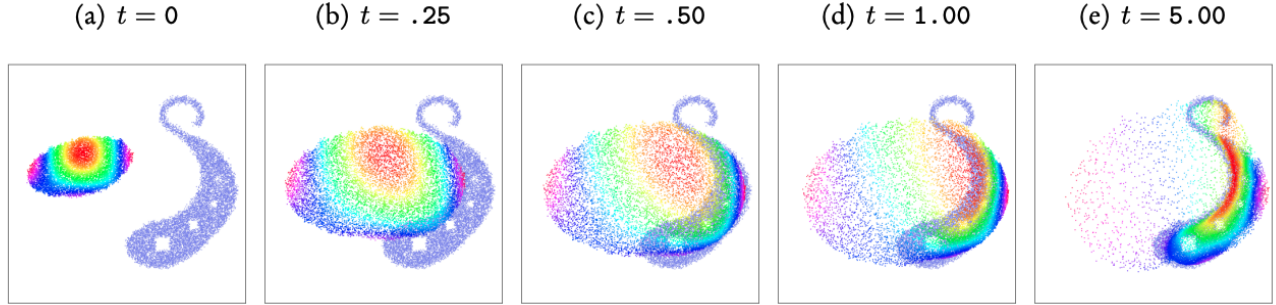 (a) t = 0 (b) t = .25 (c) t = .50 (d) t = 1.00 (e) t = 5.00